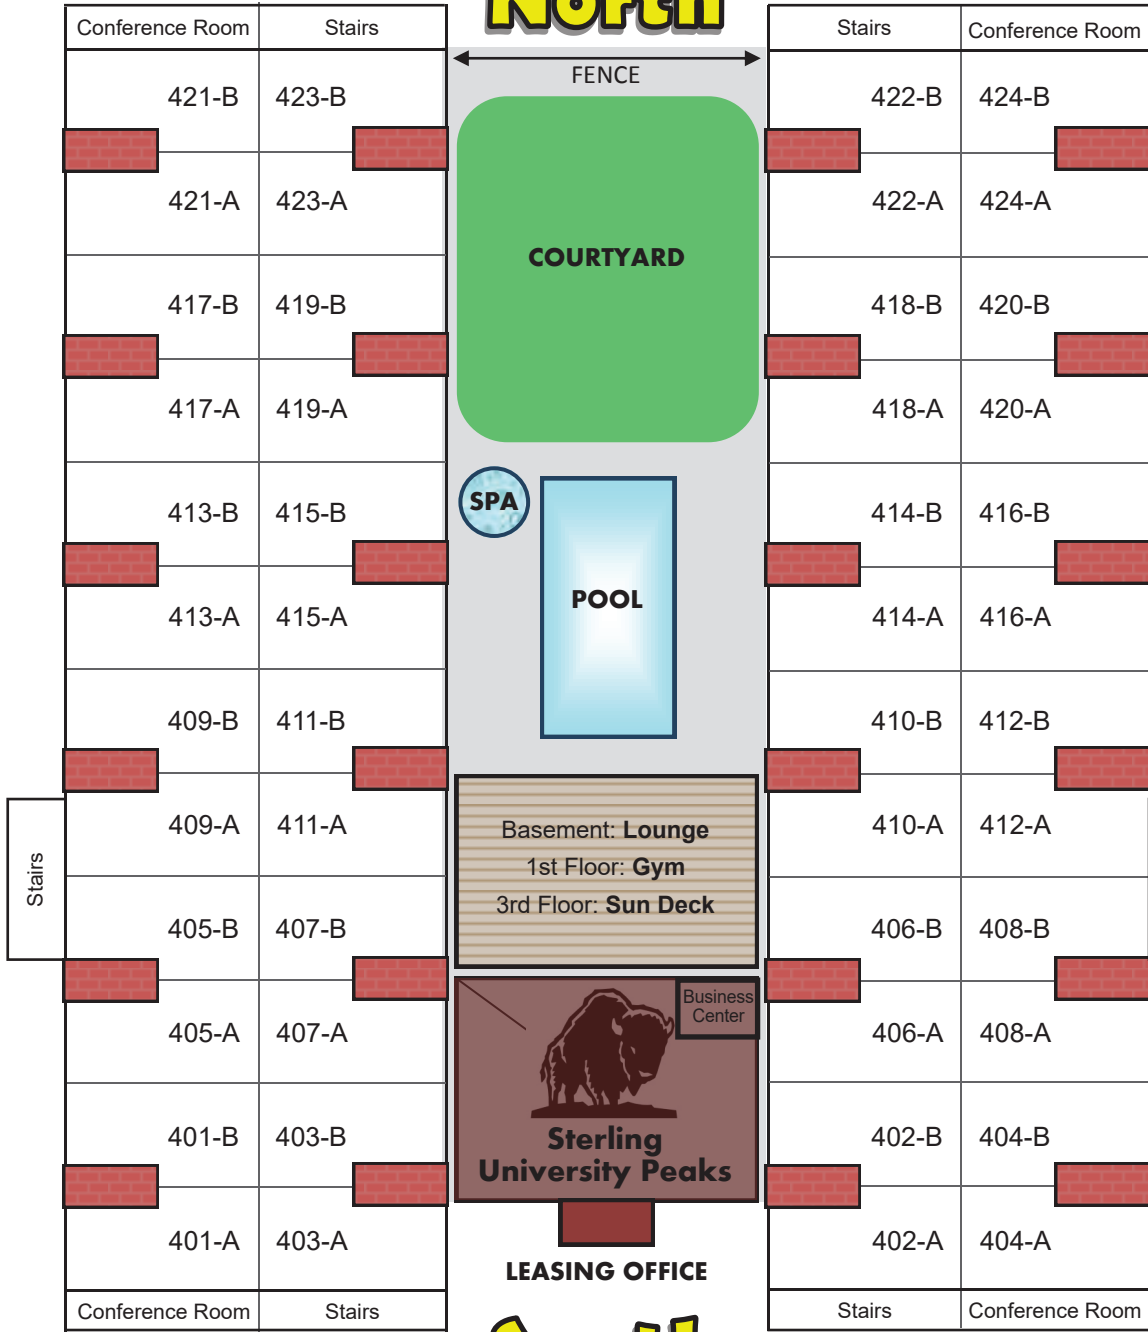 North
Conference Room Stairs
Stairs Conference Room
FENCE
421-B 423-B
422-B 424-B
421-A 423-A
422-A 424-A
COURTYARD
417-B 419-B
418-B 420-B
417-A 419-A
418-A 420-A
SPA
413-B 415-B
414-B 416-B
POOL
413-A 415-A
414-A 416-A
409-B 411-B
410-B 412-B
Stairs
409-A 411-A
Basement: Lounge
1st Floor: Gym
3rd Floor: Sun Deck
410-A 412-A
405-B 407-B
406-B 408-B
Business
Center
405-A 407-A
406-A 408-A
401-B 403-B
Sterling
University Peaks
402-B 404-B
401-A 403-A
402-A 404-A
LEASING OFFICE
Conference Room Stairs
Stairs Conference Room
South